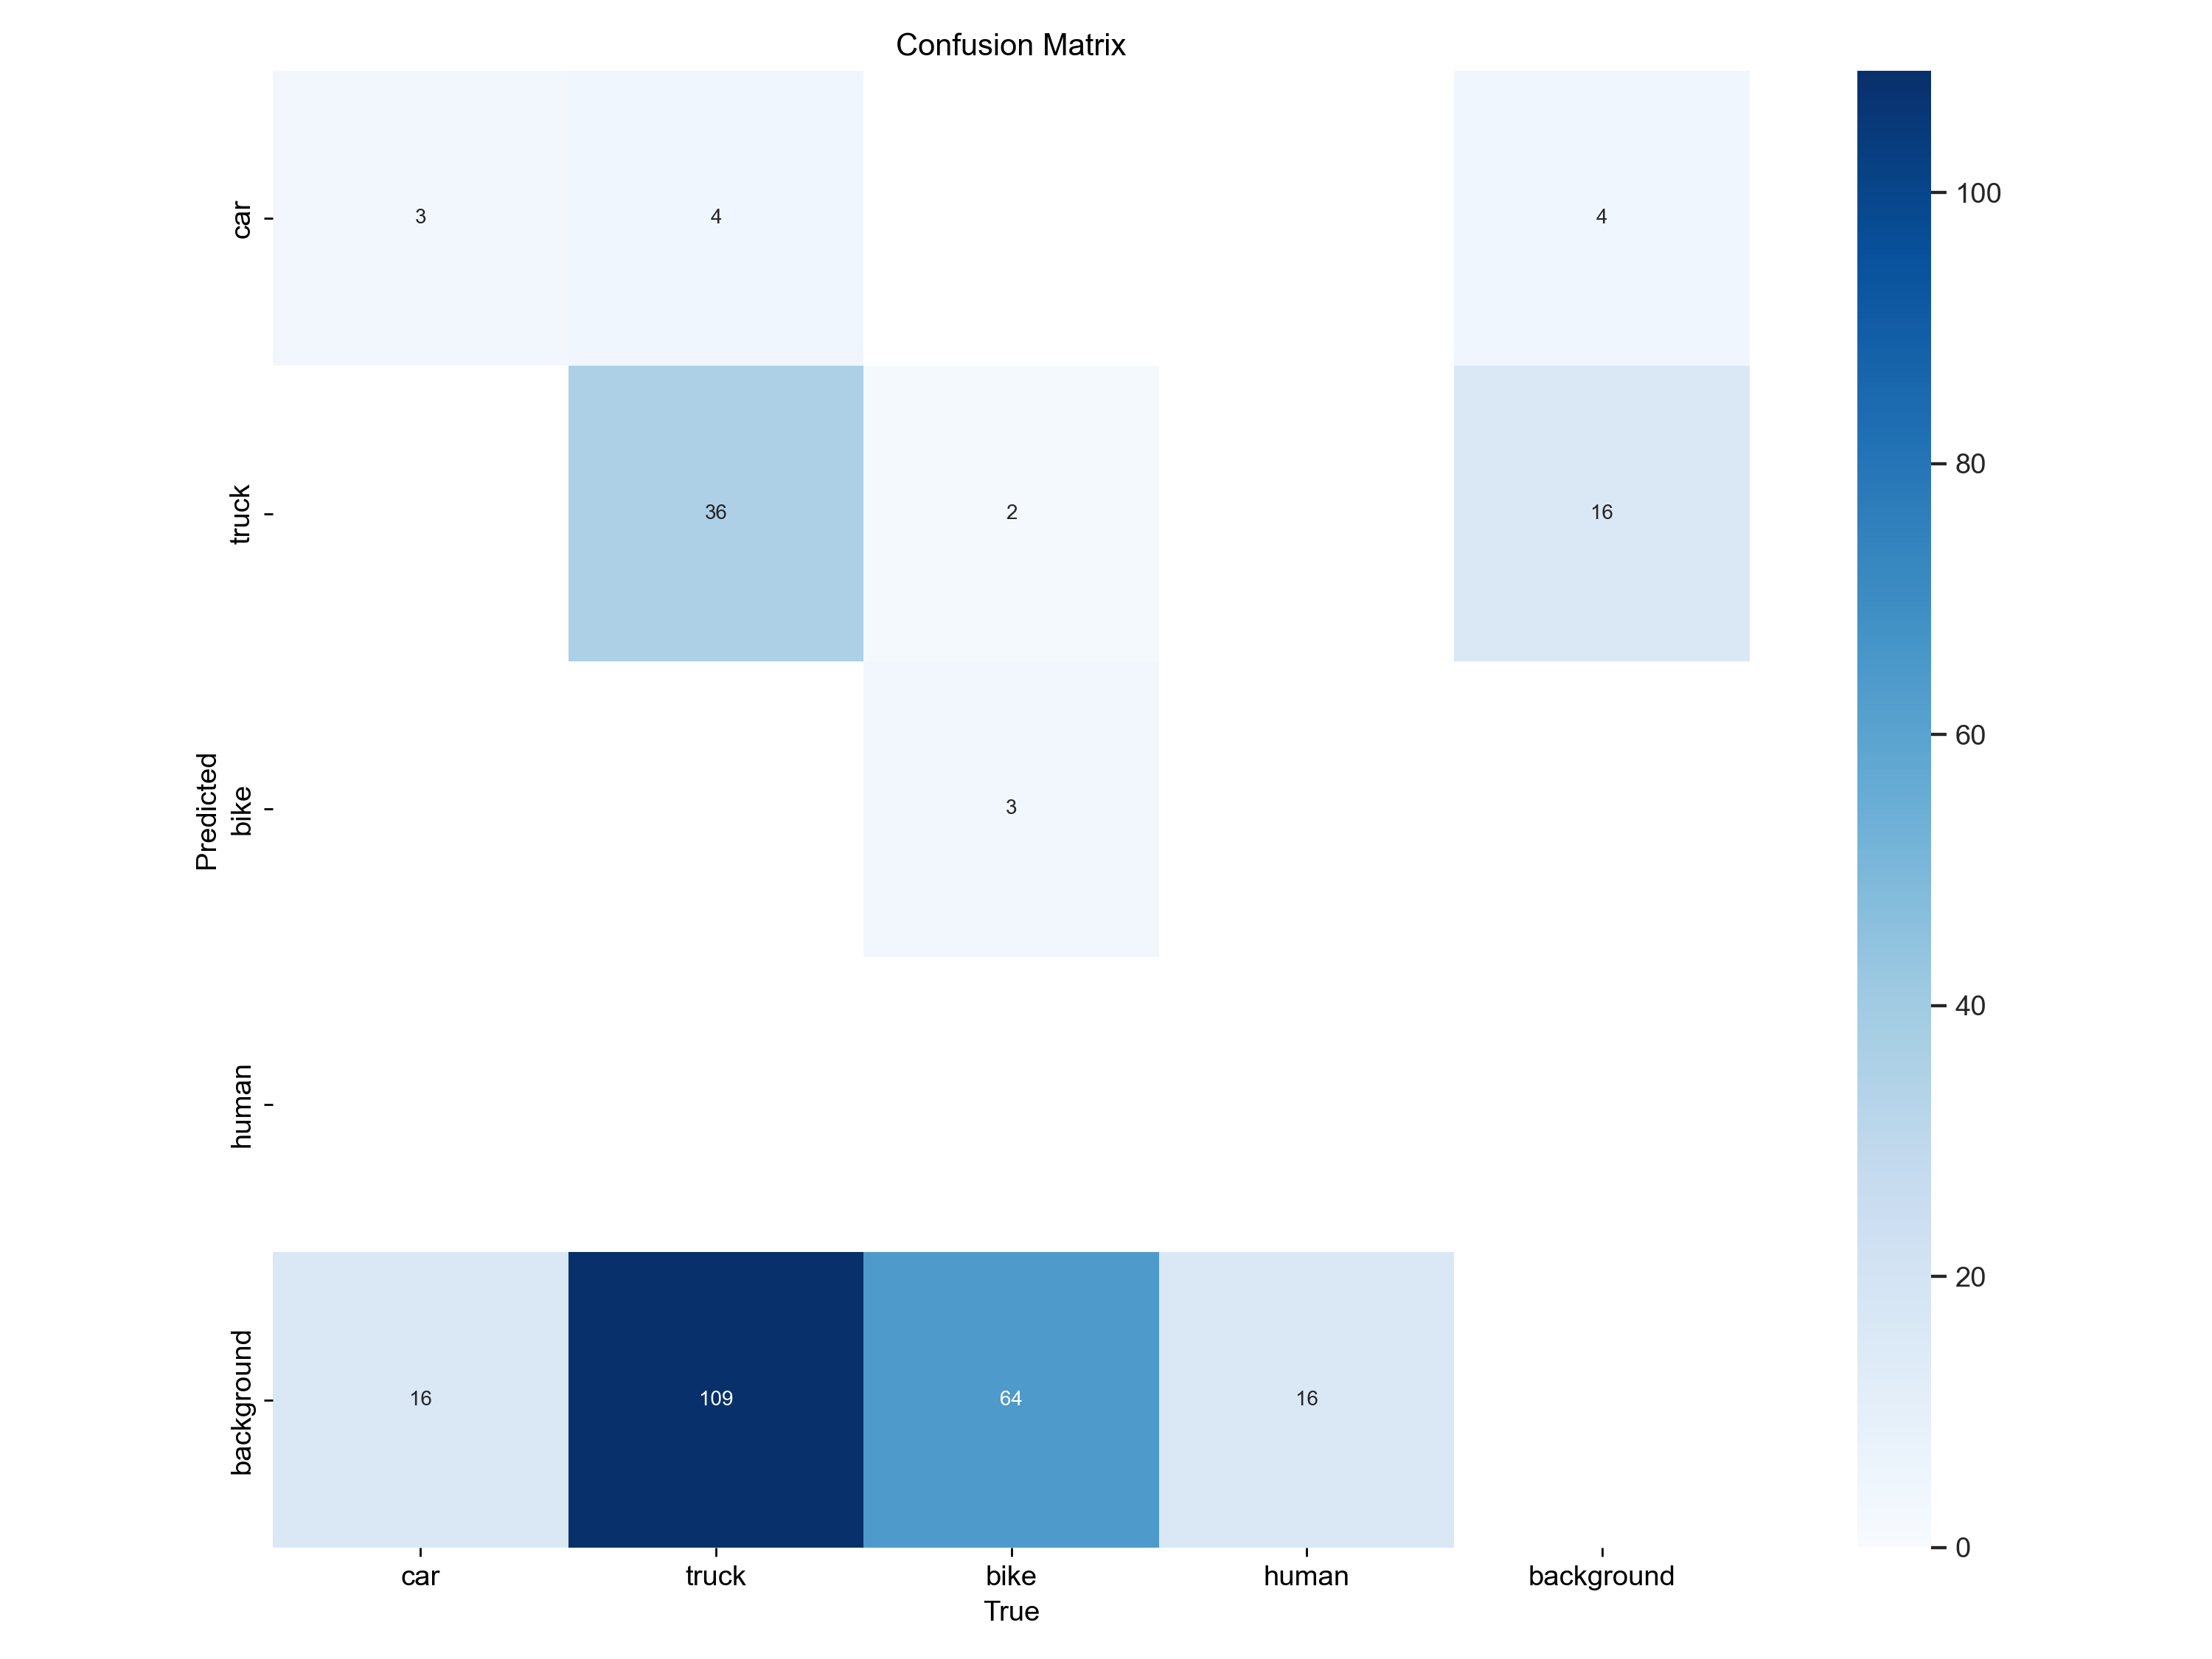 Confusion Matrix
car
3
4
4
100
truck
36
2
16
80
Predicted
bike
3
60
human
40
background
16
109
64
16
20
0
car
truck
bike
human
background
True